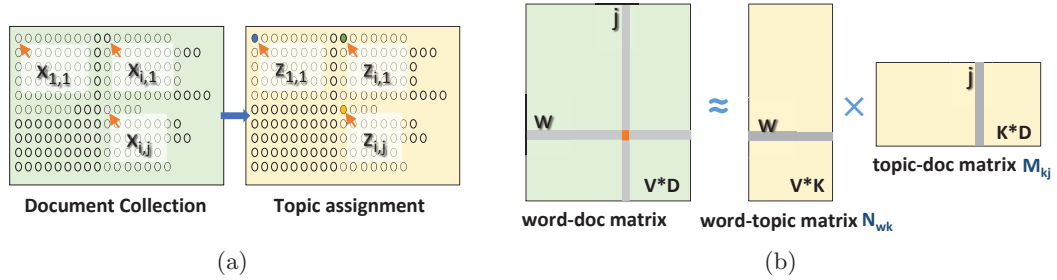 x1,1
xi,1
xi,j
Document Collection
z1,1
zi,1
zi,j
Topic assignment
(a)
j
w
V*D
word-doc matrix
≈
w
V*K
word-topic matrix Nwk
×
j
K*D
topic-doc matrix Mkj
(b)